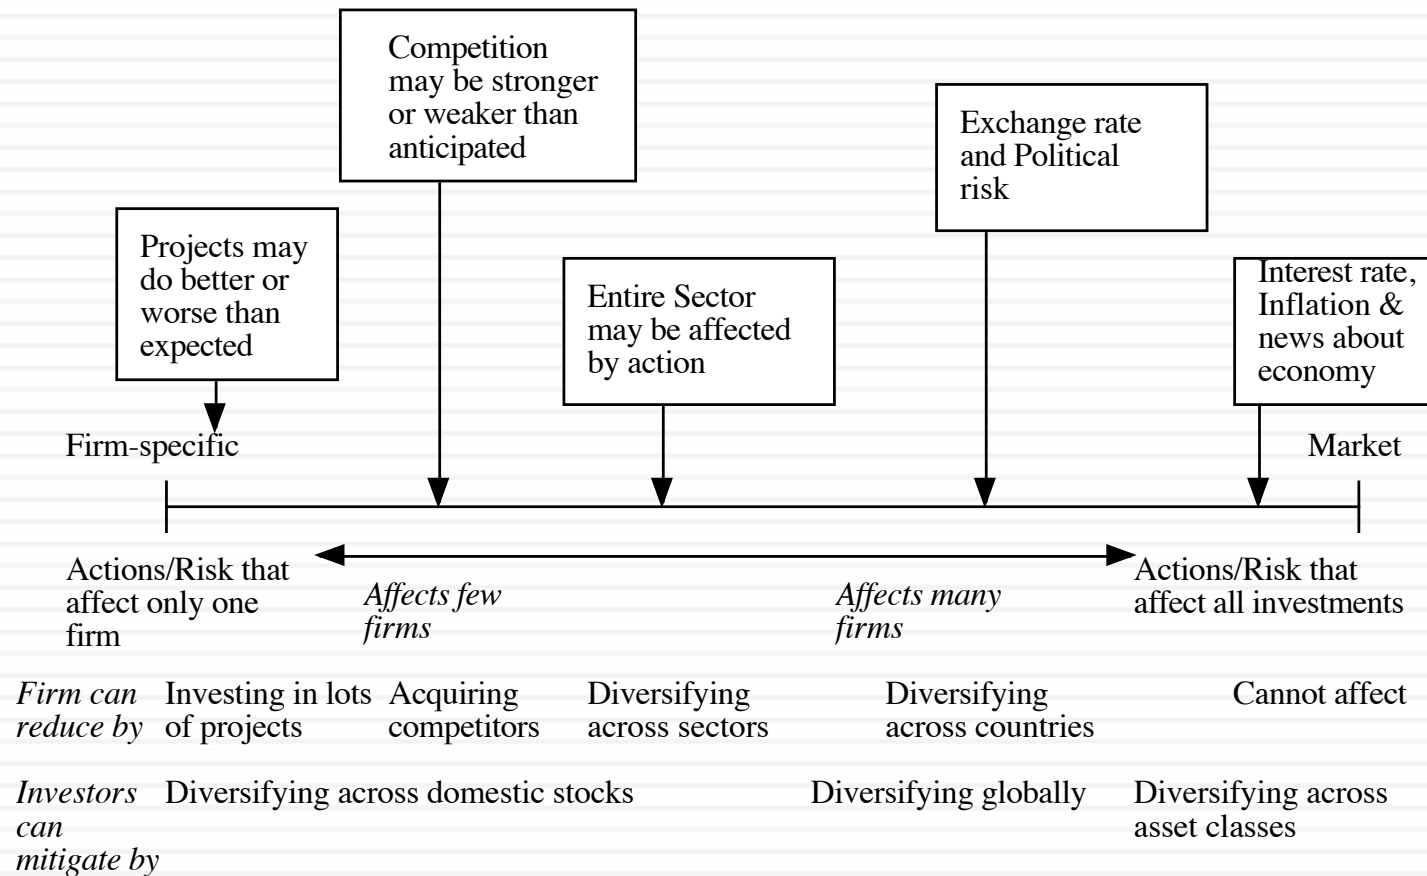 Competition
may be stronger
or weaker than
anticipated
Exchange rate
and Political
risk
Projects may
do better or
worse than
expected
Entire Sector
may be affected
by action
Interest rate,
Inflation &
news about
economy
Firm-specific
Market
Actions/Risk that
affect only one
firm
Affects few
firms
Affects many
firms
Actions/Risk that
affect all investments
Firm can
reduce by
Investing in lots
of projects
Acquiring
competitors
Diversifying
across sectors
Diversifying
across countries
Cannot affect
Investors
can
mitigate by
Diversifying across domestic stocks
Diversifying globally
Diversifying across
asset classes